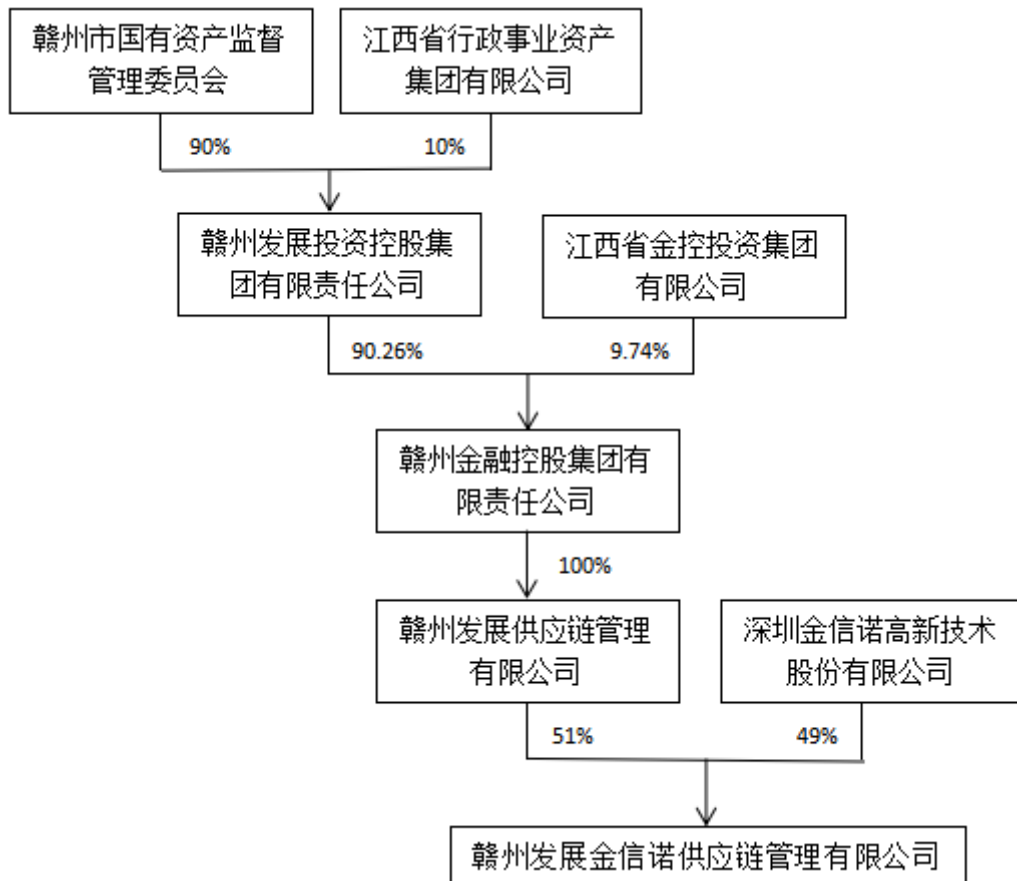 赣州市国有资产监督
管理委员会
江西省行政事业资产
集团有限公司
90%
10%
赣州发展投资控股集
团有限责任公司
江西省金控投资集团
有限公司
90.26%
9.74%
赣州金融控股集团有
限责任公司
100%
赣州发展供应链管理
有限公司
深圳金信诺高新技术
股份有限公司
51%
49%
赣州发展金信诺供应链管理有限公司